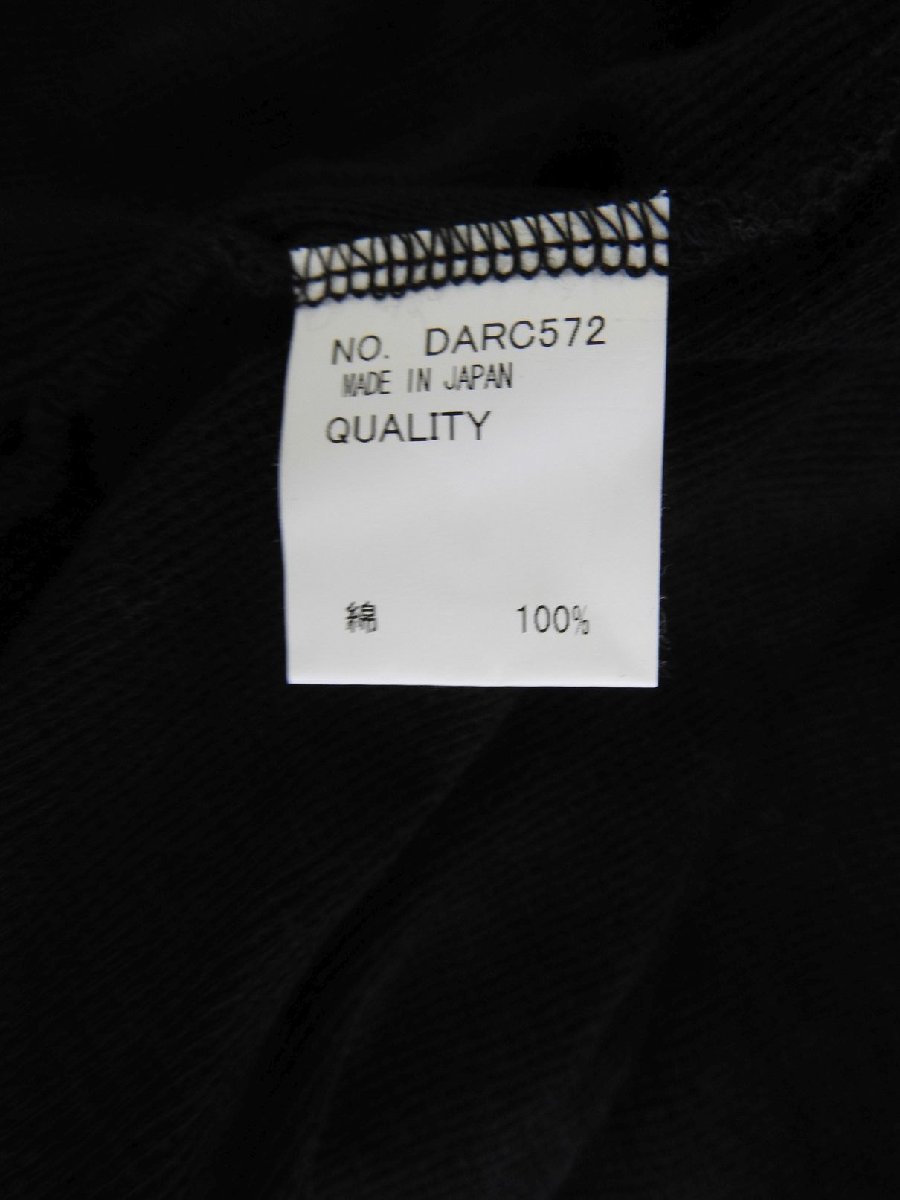 NO. DARC572
MADE IN JAPAN
QUALITY
綿 100%